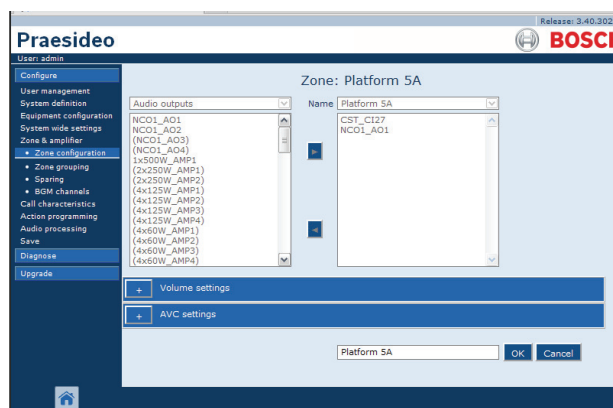 Release: 3.40.302
Praesideo
BOSCH
User: admin
Configure
User management
System definition
Equipment configuration
System wide settings
Zone & amplifier
• Zone configuration
• Zone grouping
• Sparing
• BGM channels
Call characteristics
Action programming
Audio processing
Save
Diagnose
Upgrade
Zone: Platform 5A
Audio outputs
NCO1_AO1
NCO1_AO2
(NCO1_AO3)
(NCO1_AO4)
1x500W_AMP1
(2x250W_AMP1)
(2x250W_AMP2)
(4x125W_AMP1)
(4x125W_AMP2)
(4x125W_AMP3)
(4x125W_AMP4)
(4x60W_AMP1)
(4x60W_AMP2)
(4x60W_AMP3)
(4x60W_AMP4)
Name Platform 5A
CST_CI27
NCO1_AO1
+ Volume settings
+ AVC settings
Platform 5A
OK Cancel